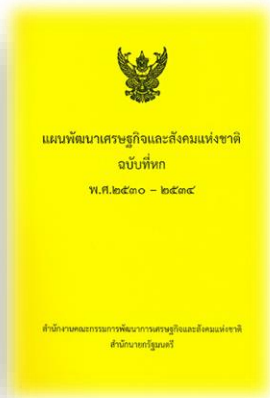 แผนพัฒนาเศรษฐกิจและสังคมแห่งชาติ
ฉบับที่หก
พ.ศ.๒๕๓๐ - ๒๕๓๔
สำนักงานคณะกรรมการพัฒนาการเศรษฐกิจและสังคมแห่งชาติ
สำนักนายกรัฐมนตรี